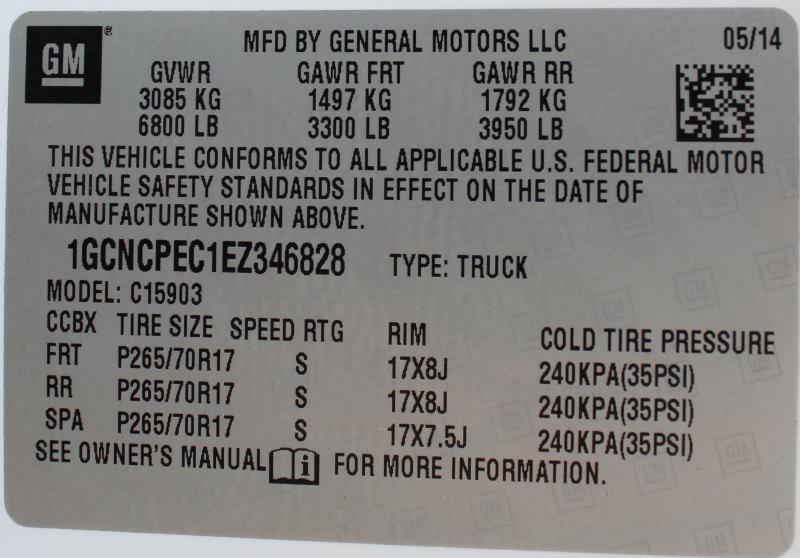 GM® MFD BY GENERAL MOTORS LLC 05/14
GVWR GAWR FRT GAWR RR
3085 KG 1497 KG 1792 KG
6800 LB 3300 LB 3950 LB
THIS VEHICLE CONFORMS TO ALL APPLICABLE U.S. FEDERAL MOTOR
VEHICLE SAFETY STANDARDS IN EFFECT ON THE DATE OF
MANUFACTURE SHOWN ABOVE.
1GCNCPEC1EZ346828 TYPE: TRUCK
MODEL: C15903
CCBX TIRE SIZE SPEED RTG RIM COLD TIRE PRESSURE
FRT P265/70R17 S 17X8J 240KPA(35PSI)
RR P265/70R17 S 17X8J 240KPA(35PSI)
SPA P265/70R17 S 17X7.5J 240KPA(35PSI)
SEE OWNER'S MANUAL i FOR MORE INFORMATION.